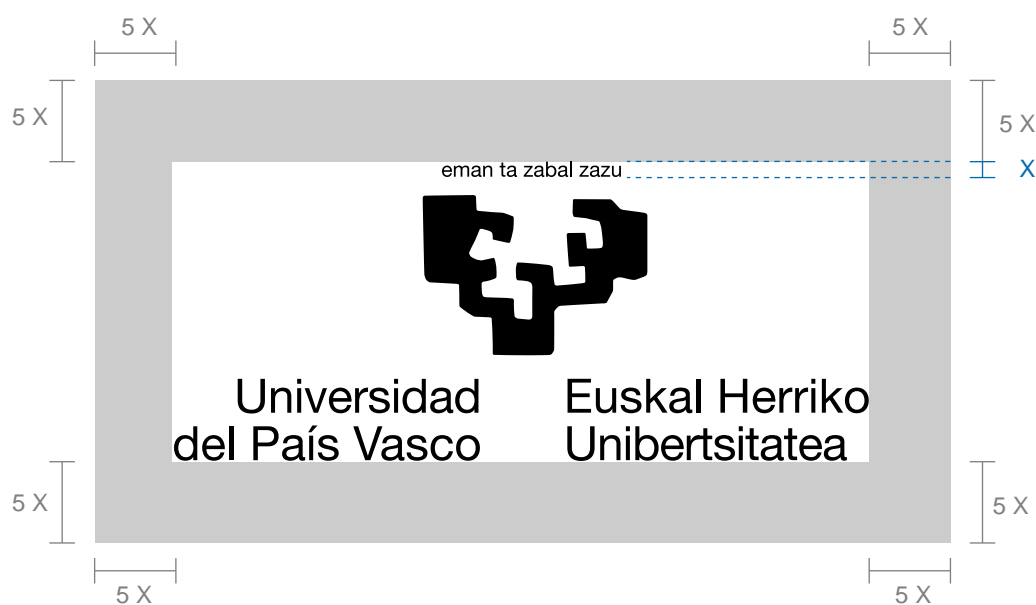 5 X 5 X
5 X 5 X
X
eman ta zabal zazu
Universidad
del País Vasco
Euskal Herriko
Unibertsitatea
5 X 5 X
5 X 5 X